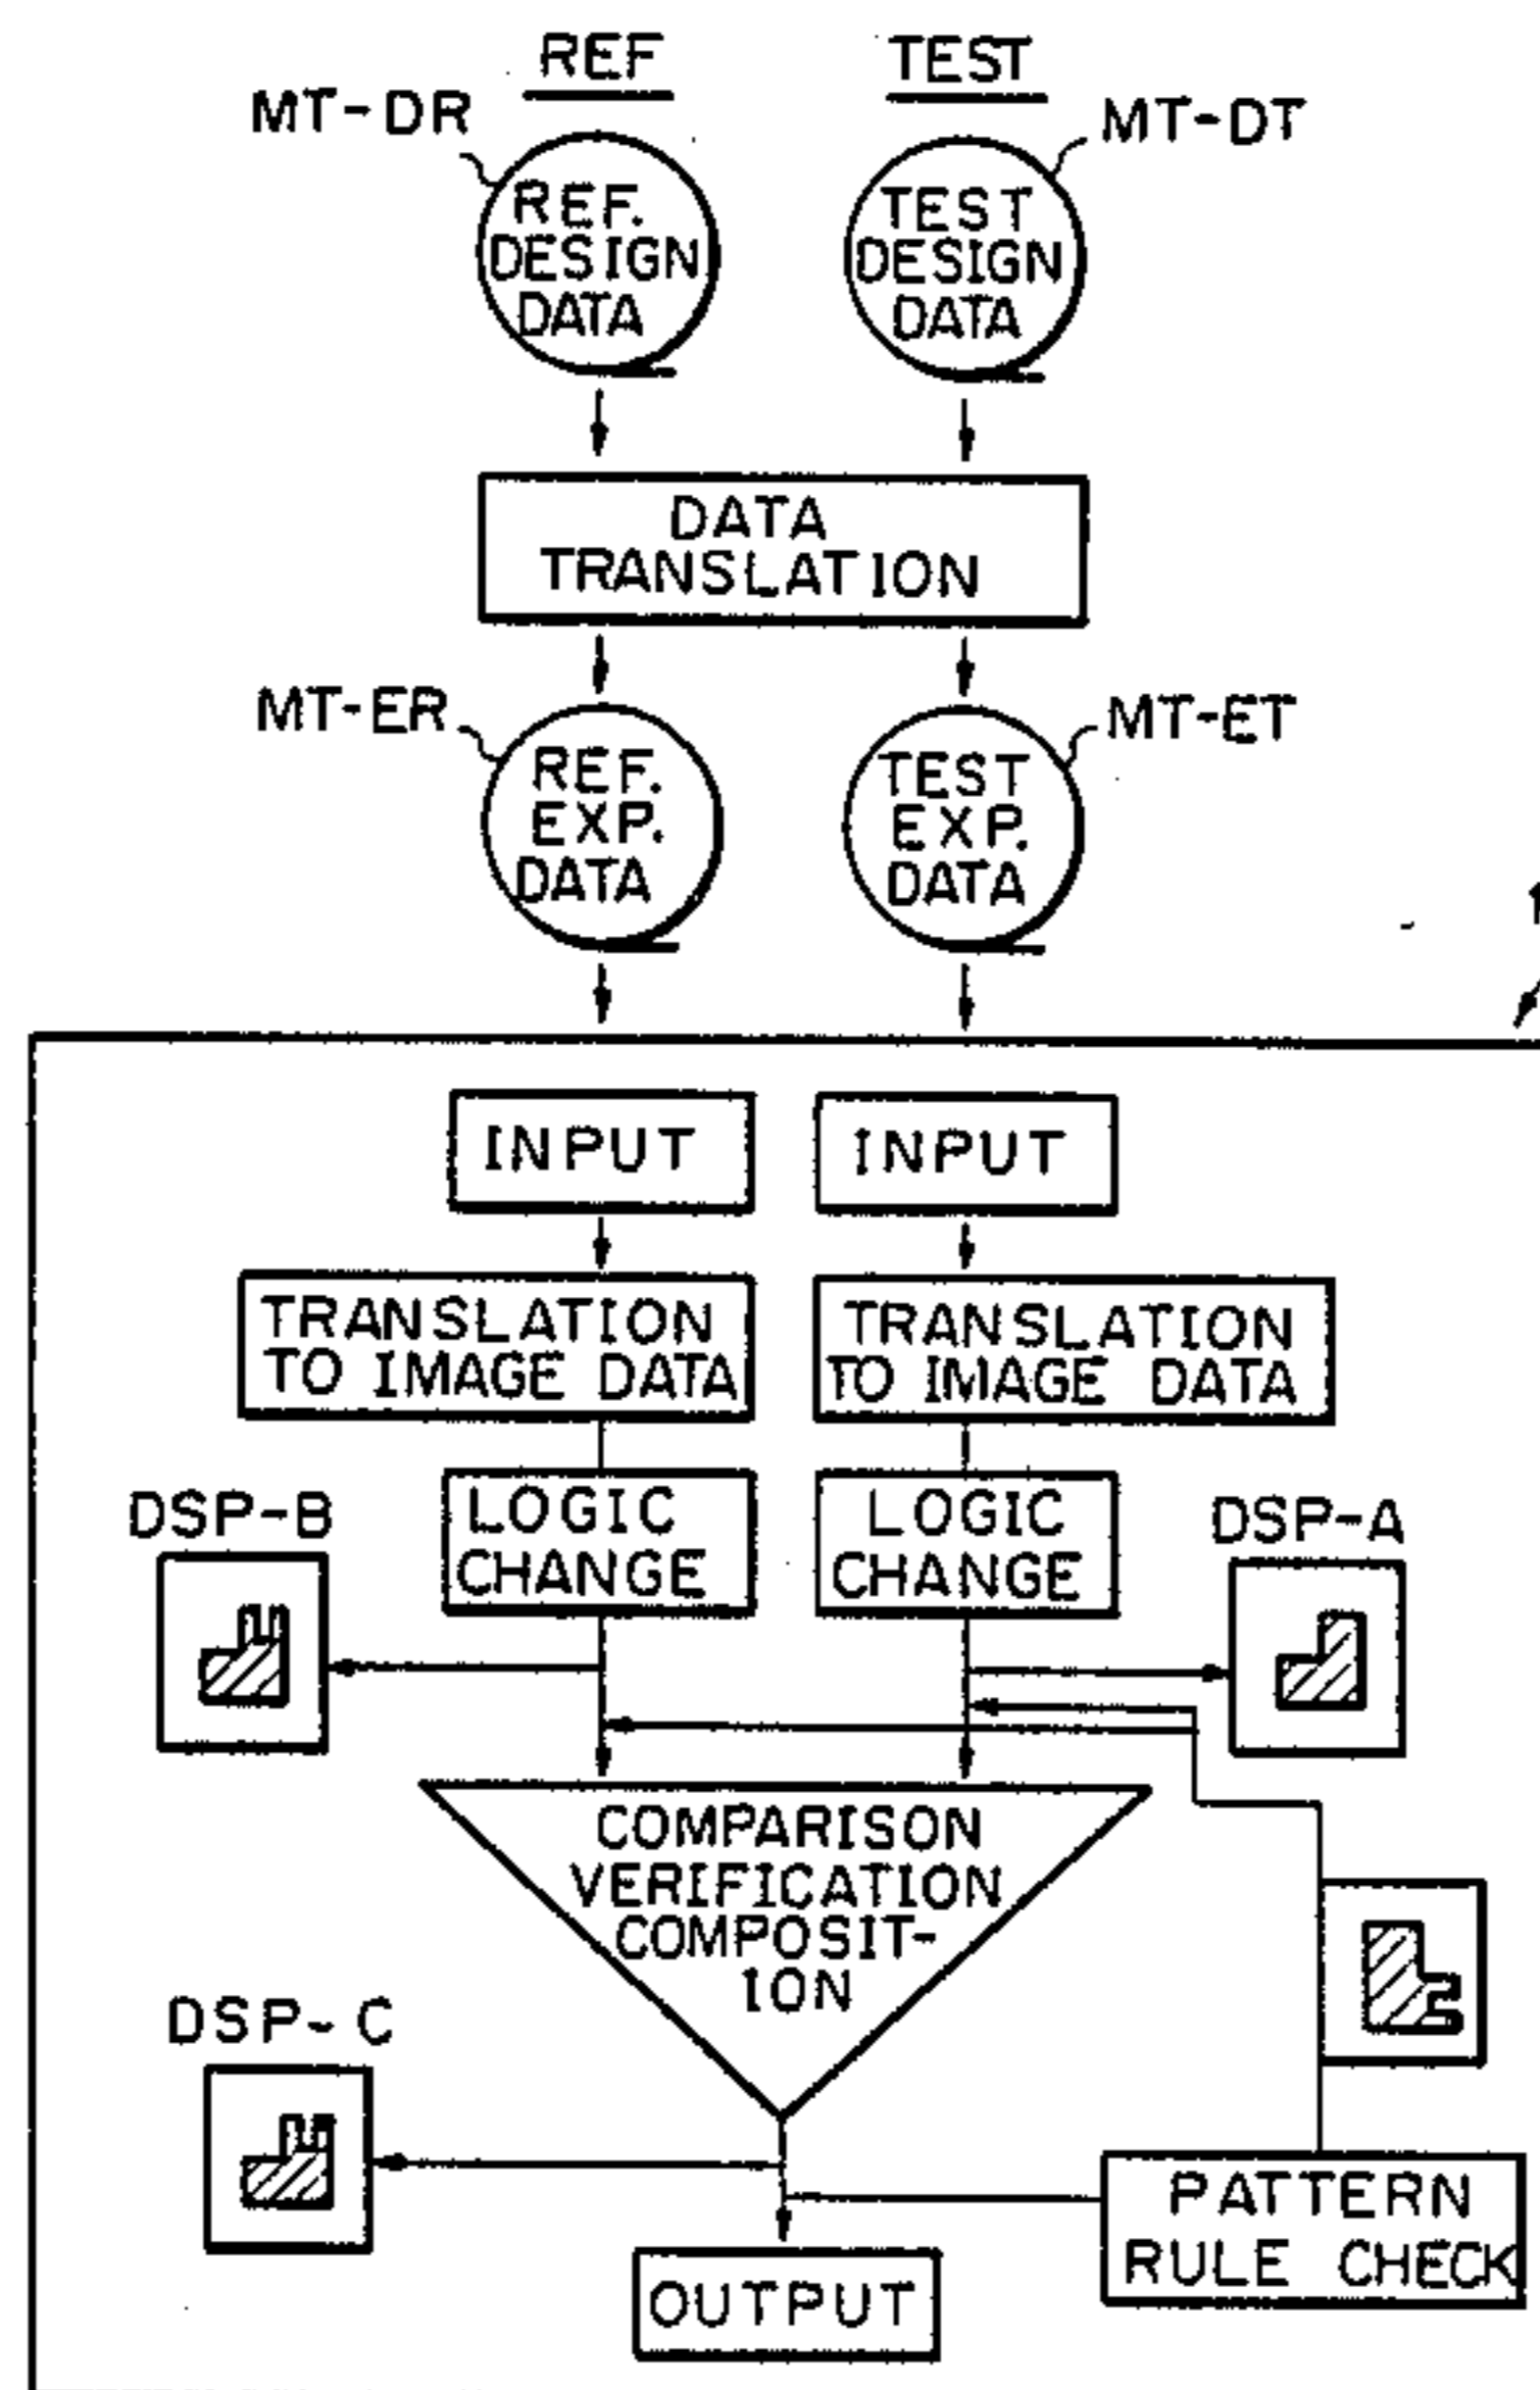 REF
TEST
MT-DR
MT-DT
REF.
DESIGN
DATA
TEST
DESIGN
DATA
DATA
TRANSLATION
MT-ER
MT-ET
REF.
EXP.
DATA
TEST
EXP.
DATA
INPUT
INPUT
TRANSLATION
TO IMAGE DATA
TRANSLATION
TO IMAGE DATA
LOGIC
CHANGE
LOGIC
CHANGE
DSP-B
DSP-A
COMPARISON
VERIFICATION
COMPOSIT-
ION
DSP-C
PATTERN
RULE CHECK
OUTPUT